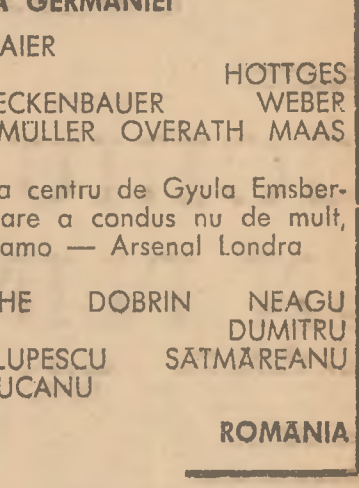 A GERMANIEI
AIER
HÖTTGES
ECKENBAUER WEBER
MÜLLER OVERATH MAAS
a centru de Gyula Emsber-
are a condus nu de mult,
amo — Arsenal Londra
HE DOBRIN NEAGU
DUMITRU
LUPESCU SĂTMĂREANU
UCANU
ROMÂNIA